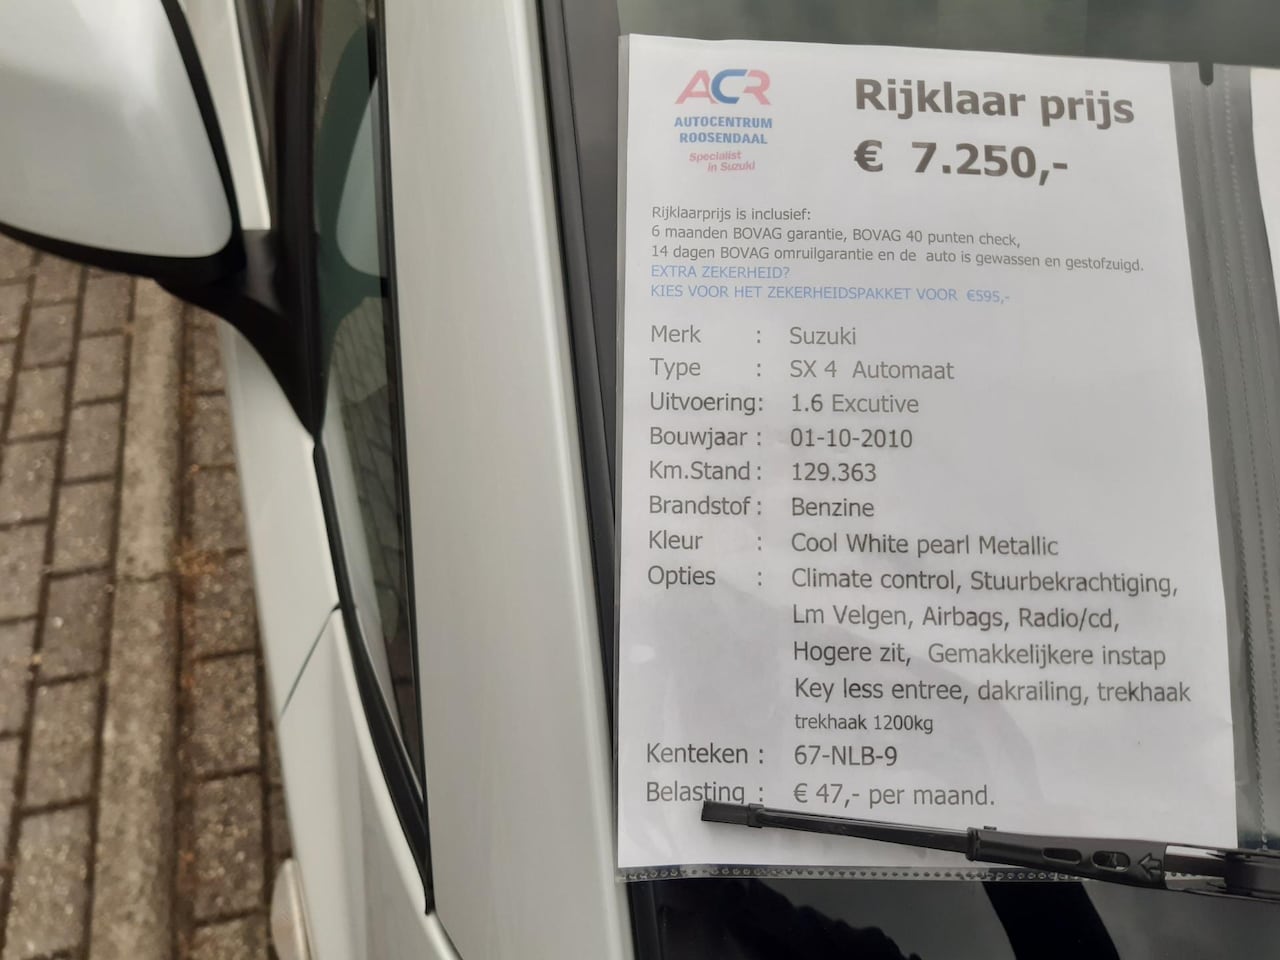 ACR
AUTOCENTRUM
ROOSENDAAL
Specialist
in Suzuki
Rijklaar prijs
€ 7.250,-
Rijklaarprijs is inclusief:
6 maanden BOVAG garantie, BOVAG 40 punten check,
14 dagen BOVAG omruilgarantie en de auto is gewassen en gestofzuigd.
EXTRA ZEKERHEID?
KIES VOOR HET ZEKERHEIDSPAKKET VOOR €595,-
Merk : Suzuki
Type : SX 4 Automaat
Uitvoering: 1.6 Excutive
Bouwjaar : 01-10-2010
Km.Stand : 129.363
Brandstof : Benzine
Kleur : Cool White pearl Metallic
Opties : Climate control, Stuurbekrachtiging,
Lm Velgen, Airbags, Radio/cd,
Hogere zit, Gemakkelijkere instap
Key less entree, dakrailing, trekhaak
trekhaak 1200kg
Kenteken : 67-NLB-9
Belasting : € 47,- per maand.